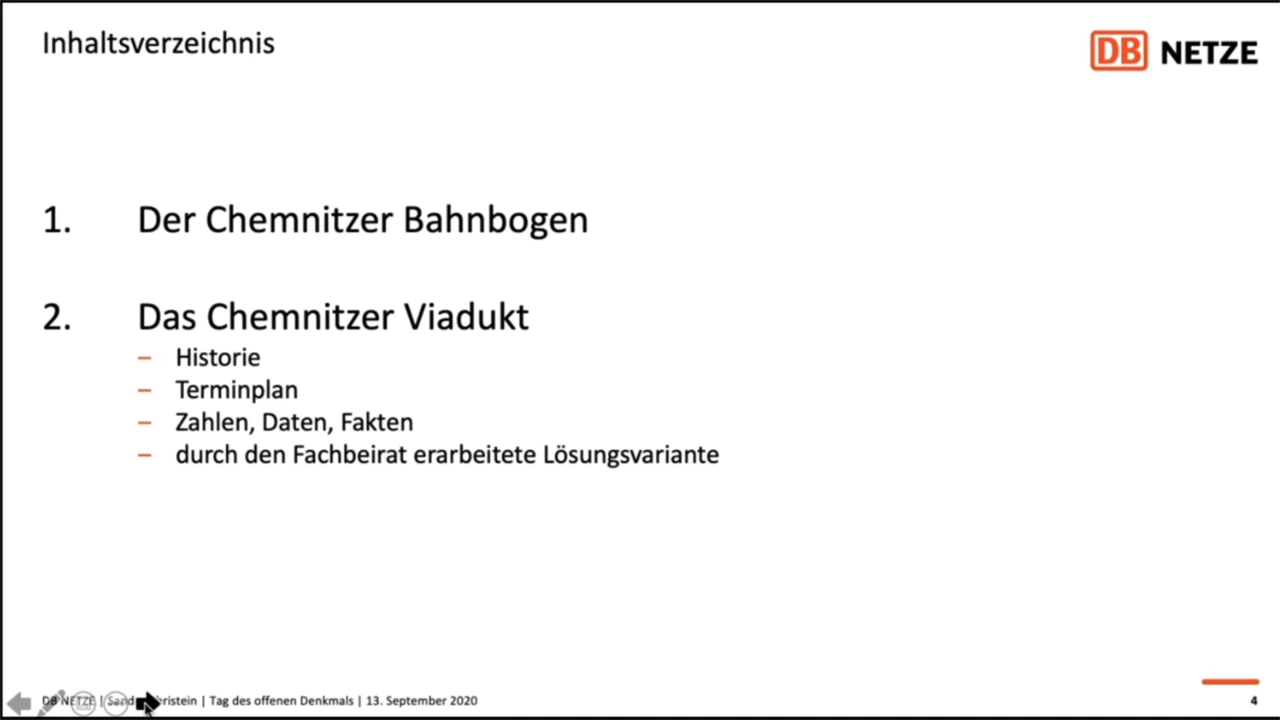 Inhaltsverzeichnis
DB NETZE
1. Der Chemnitzer Bahnbogen
2. Das Chemnitzer Viadukt
– Historie
– Terminplan
– Zahlen, Daten, Fakten
– durch den Fachbeirat erarbeitete Lösungsvariante
DB NETZE | | Tag des offenen Denkmals | 13. September 2020
4